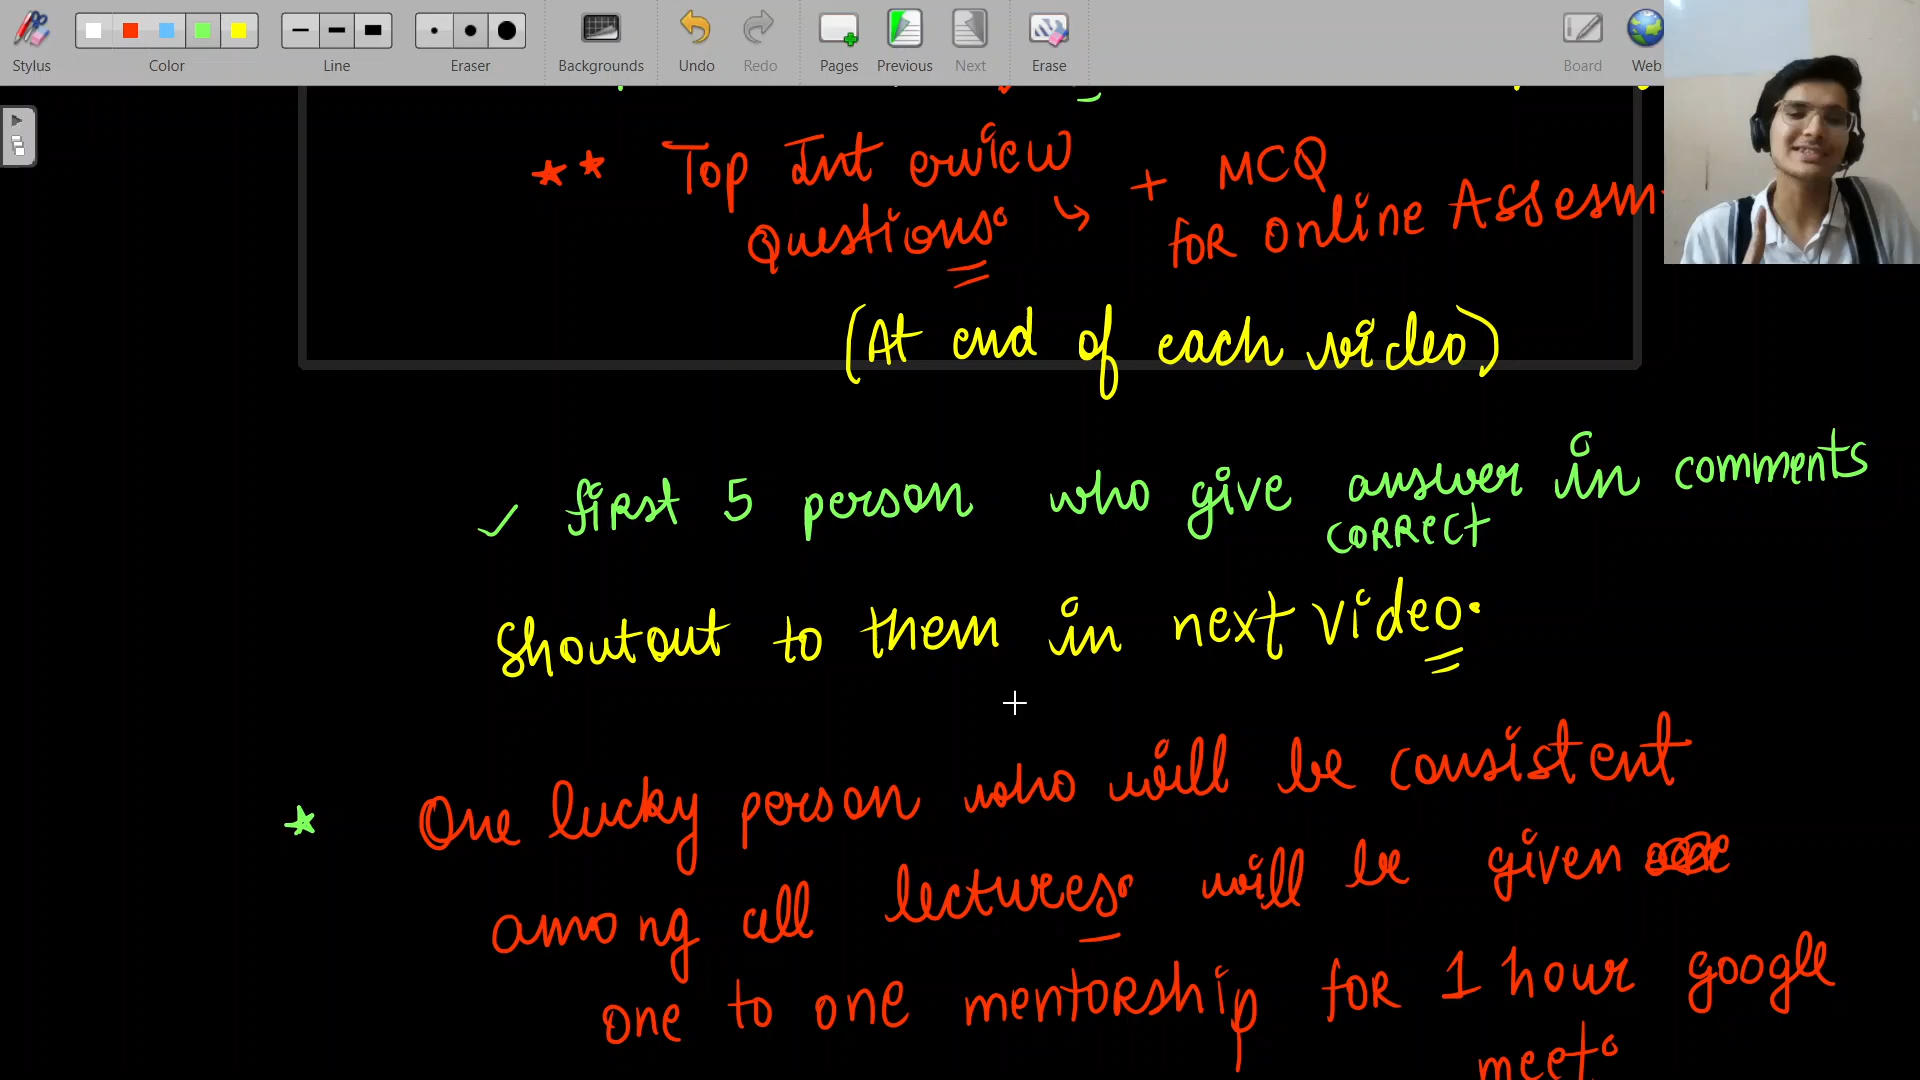 Stylus Color Line Eraser Backgrounds Undo Redo Pages Previous Next Erase Board Web
** Top Interview + MCQ
Questions for online Assesm
(At end of each video)
✓ first 5 person who give answer in comments
correct
Shoutout to them in next video.
* One lucky person who will be consistent
among all lectures will be given
one to one mentorship for 1 hour google
meet